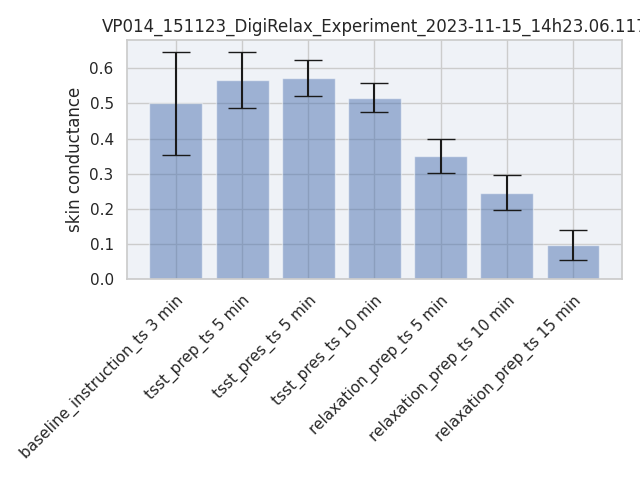 VP014_151123_DigiRelax_Experiment_2023-11-15_14h23.06.117
skin conductance
0.6
0.5
0.4
0.3
0.2
0.1
0.0
baseline_instruction_ts 3 min
tsst_prep_ts 5 min
tsst_pres_ts 5 min
tsst_pres_ts 10 min
relaxation_prep_ts 5 min
relaxation_prep_ts 10 min
relaxation_prep_ts 15 min